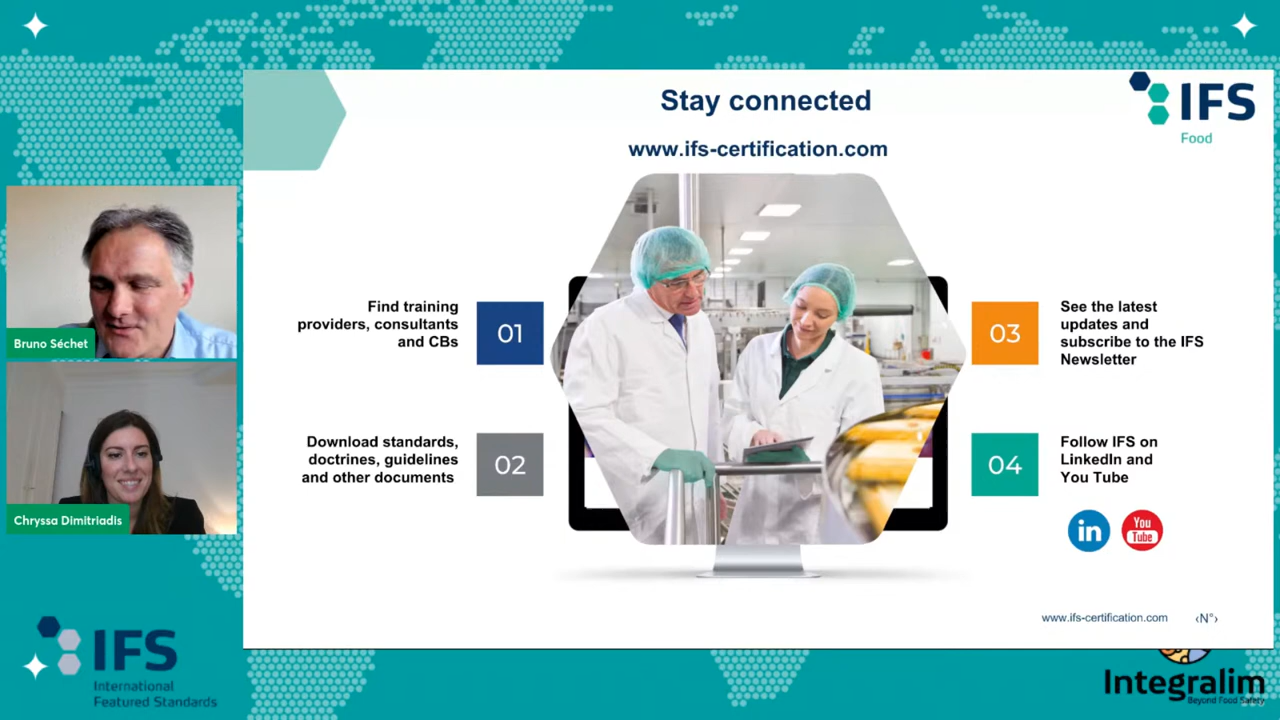 Stay connected
www.ifs-certification.com
IFS
Food
Find training
providers, consultants
and CBs
01
Download standards,
doctrines, guidelines
and other documents
02
03
See the latest
updates and
subscribe to the IFS
Newsletter
04
Follow IFS on
LinkedIn and
You Tube
in
You
Tube
www.ifs-certification.com
‹N°›
Bruno Séchet
Chryssa Dimitriadis
IFS
International
Featured Standards
Integralim
Beyond Food Safety